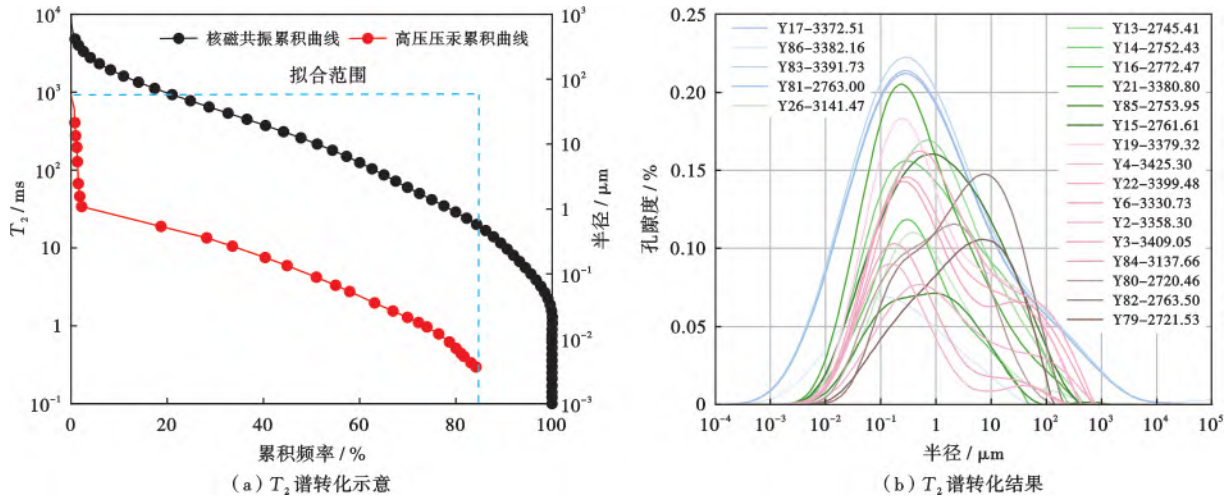 核磁共振累积曲线
高压压汞累积曲线
拟合范围
10³
10²
10
1
10⁻¹
T₂ / ms
10³
10²
1
10⁻¹
10⁻²
10⁻³
半径 / μm
0 20 40 60 80 100
累积频率 / %
(a) T₂ 谱转化示意
0.25
0.20
0.15
0.10
0.05
0
孔隙度 / %
Y17-3372.51
Y86-3382.16
Y83-3391.73
Y81-2763.00
Y26-3141.47
Y13-2745.41
Y14-2752.43
Y16-2772.47
Y21-3380.80
Y85-2753.95
Y15-2761.61
Y19-3379.32
Y4-3425.30
Y22-3399.48
Y6-3330.73
Y2-3358.30
Y3-3409.05
Y84-3137.66
Y80-2720.46
Y82-2763.50
Y79-2721.53
10⁻⁴ 10⁻³ 10⁻² 10⁻¹ 1 10 10² 10³ 10⁴ 10⁵
半径 / μm
(b) T₂ 谱转化结果